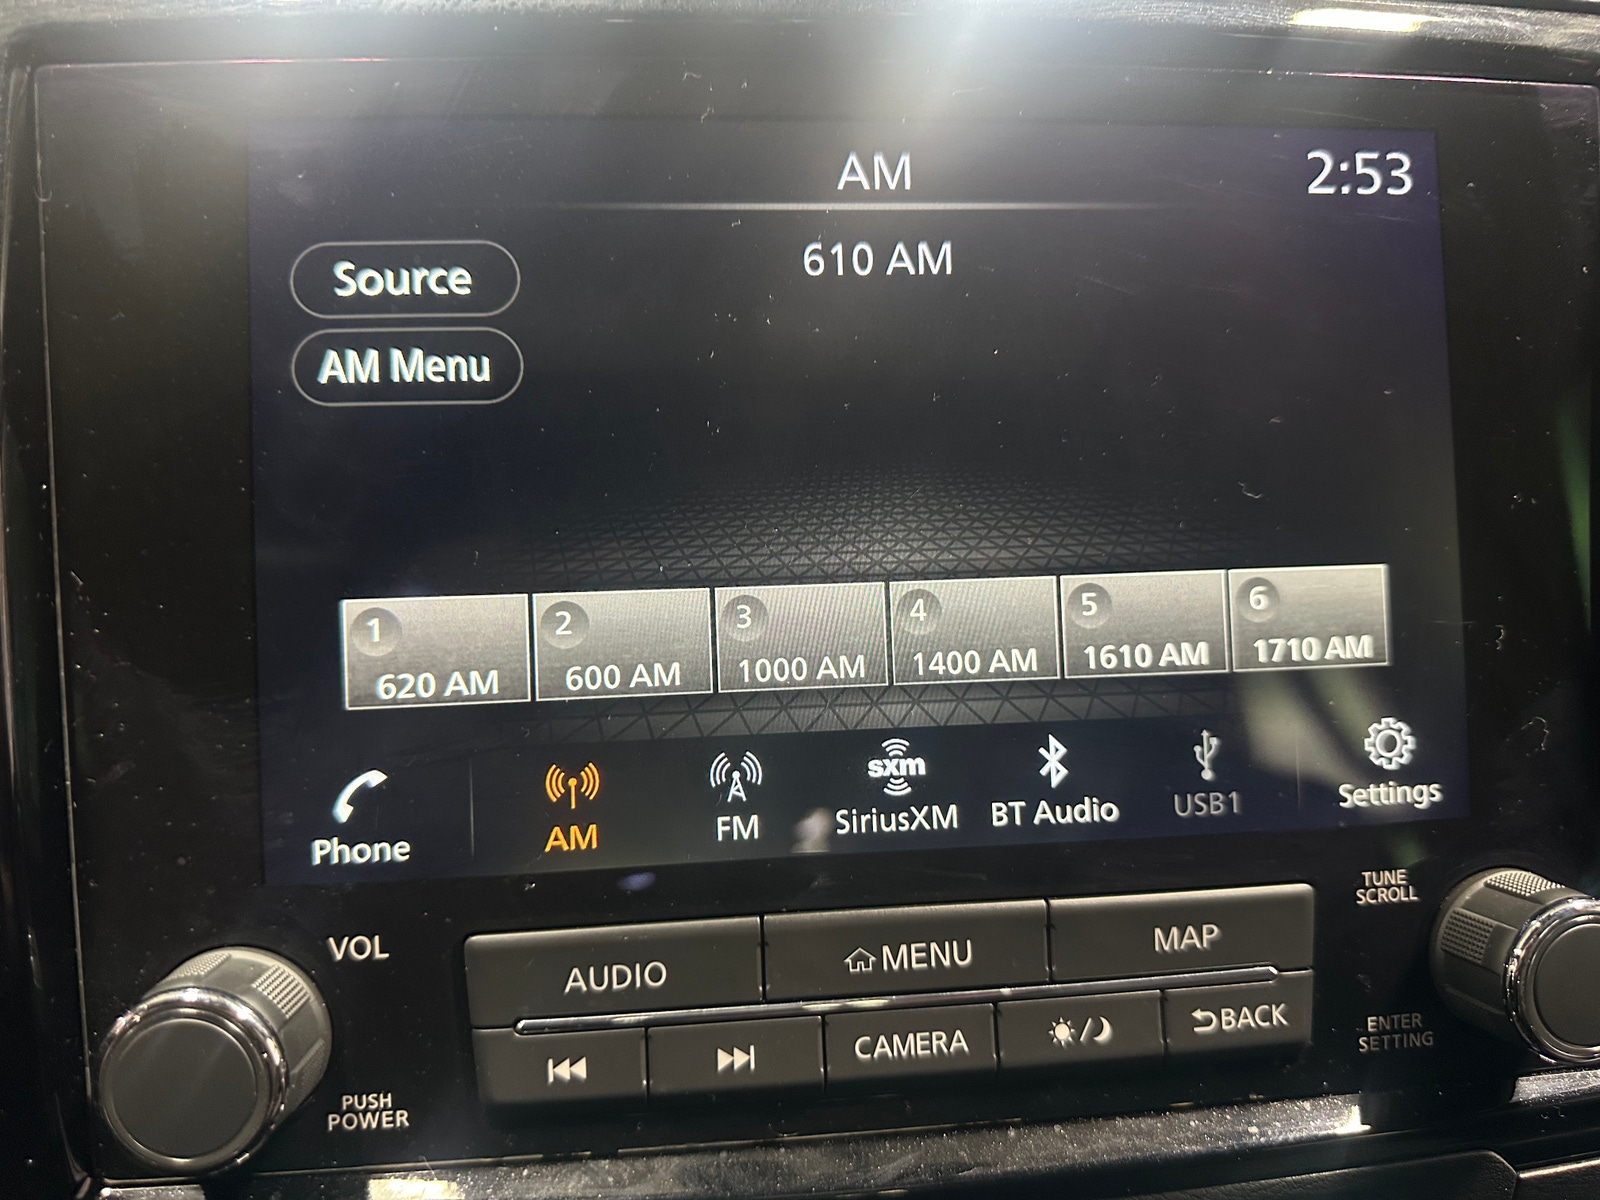 AM
2:53
610 AM
Source
AM Menu
1
620 AM
2
600 AM
3
1000 AM
4
1400 AM
5
1610 AM
6
1710 AM
Phone
AM
FM
sxm
SiriusXM
BT Audio
USB1
Settings
TUNE
SCROLL
VOL
AUDIO
MENU
MAP
CAMERA
BACK
ENTER
SETTING
PUSH
POWER